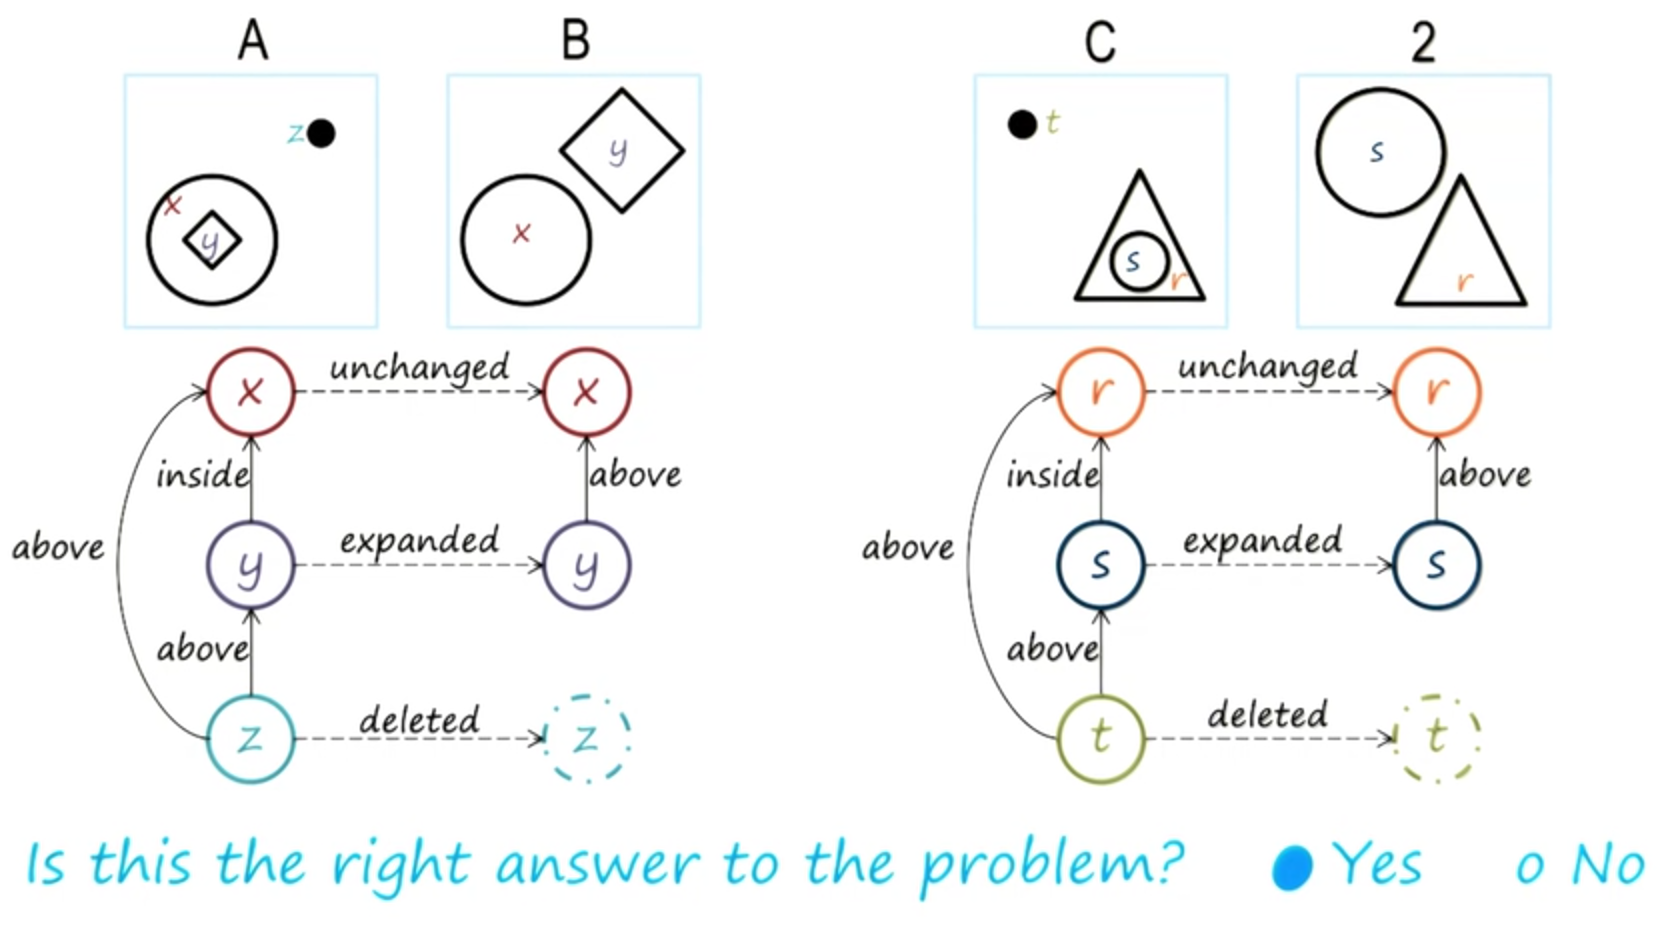 A B C 2
z t
y s
x
y s
x r r
x unchanged x r unchanged r
inside above inside above
above above
y expanded y s expanded s
above above
z deleted z t deleted t
Is this the right answer to the problem? Yes o No